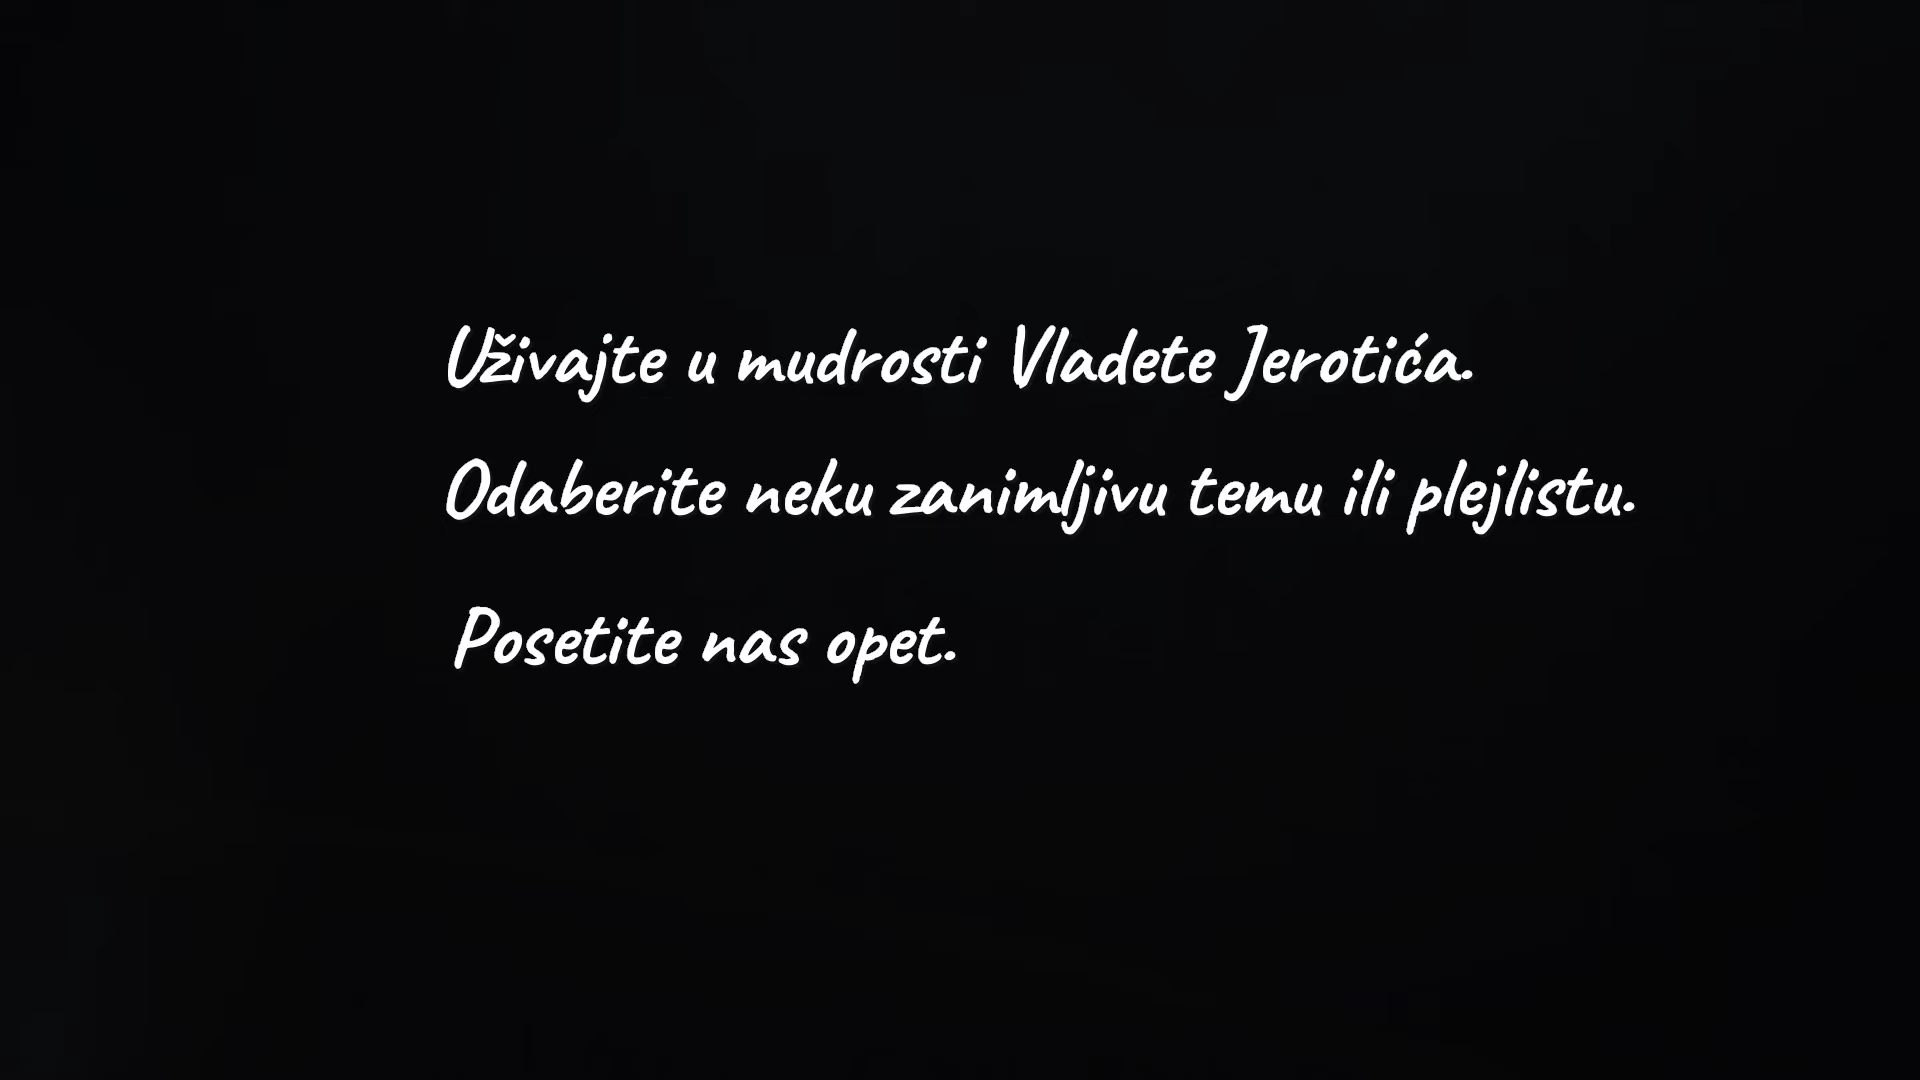 Uživajte u mudrosti Vladete Jerotića.
Odaberite neku zanimljivu temu ili plejlistu.
Posetite nas opet.